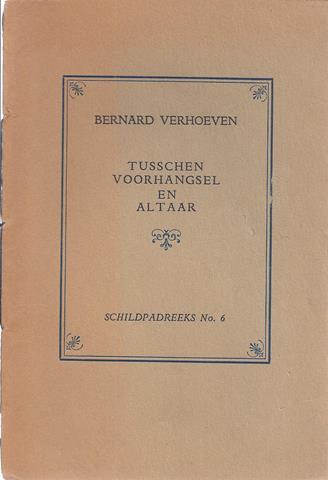 BERNARD VERHOEVEN
TUSSCHEN
VOORHANGSEL
EN
ALTAAR
SCHILDPADREEKS No. 6